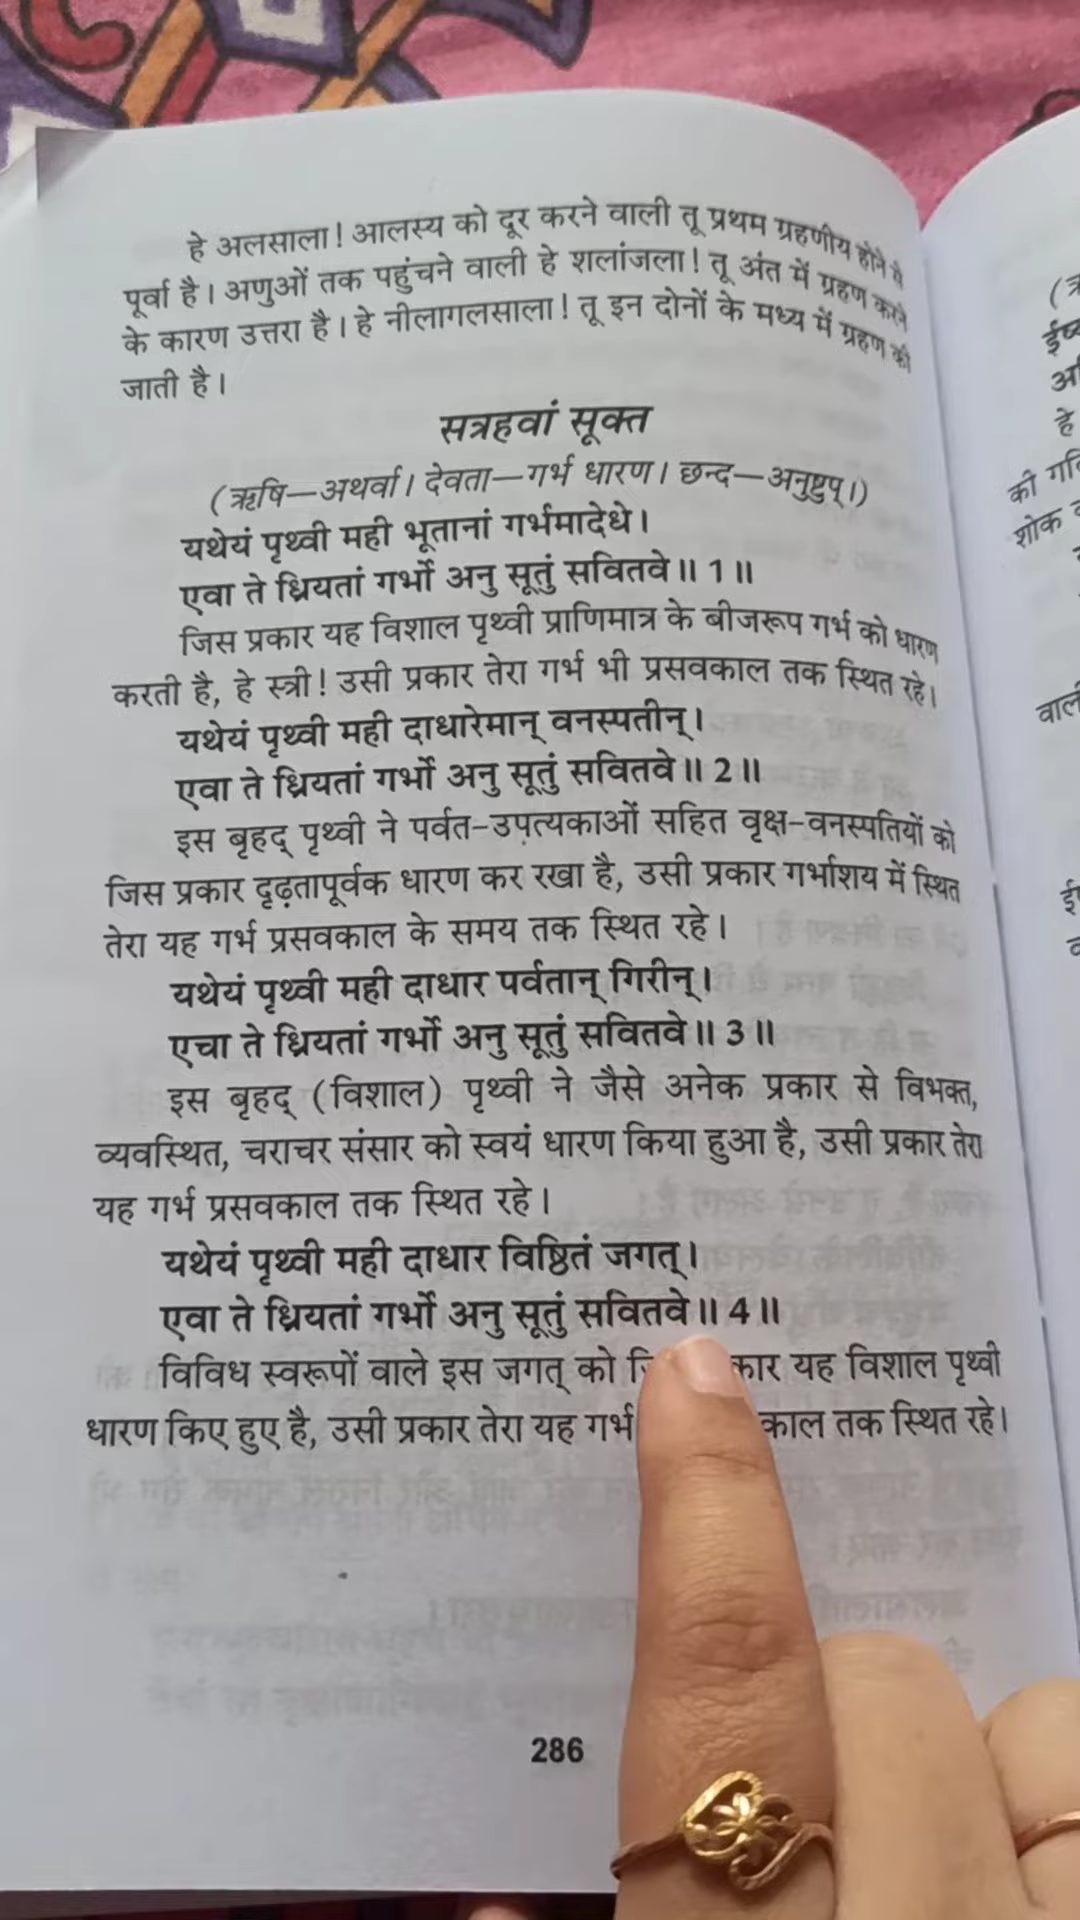 हे अलसाला! आलस्य को दूर करने वाली तू प्रथम ग्रहणीय होने से
पूर्वा है। अणुओं तक पहुंचने वाली हे शलांजला! तू अंत में ग्रहण करने
के कारण उत्तरा है। हे नीलागलसाला! तू इन दोनों के मध्य में ग्रहण की
जाती है।
सत्रहवां सूक्त
(ऋषि—अथर्वा। देवता—गर्भ धारण। छन्द—अनुष्टुप्।)
यथेयं पृथ्वी मही भूतानां गर्भमादेधे।
एवा ते ध्रियतां गर्भो अनु सूतुं सवितवे॥ 1॥
जिस प्रकार यह विशाल पृथ्वी प्राणिमात्र के बीजरूप गर्भ को धारण
करती है, हे स्त्री! उसी प्रकार तेरा गर्भ भी प्रसवकाल तक स्थित रहे।
यथेयं पृथ्वी मही दाधारेमान् वनस्पतीन्।
एवा ते ध्रियतां गर्भो अनु सूतुं सवितवे॥ 2॥
इस बृहद् पृथ्वी ने पर्वत-उपत्यकाओं सहित वृक्ष-वनस्पतियों को
जिस प्रकार दृढ़तापूर्वक धारण कर रखा है, उसी प्रकार गर्भाशय में स्थित
तेरा यह गर्भ प्रसवकाल के समय तक स्थित रहे।
यथेयं पृथ्वी मही दाधार पर्वतान् गिरीन्।
एचा ते ध्रियतां गर्भो अनु सूतुं सवितवे॥ 3॥
इस बृहद् (विशाल) पृथ्वी ने जैसे अनेक प्रकार से विभक्त,
व्यवस्थित, चराचर संसार को स्वयं धारण किया हुआ है, उसी प्रकार तेरा
यह गर्भ प्रसवकाल तक स्थित रहे।
यथेयं पृथ्वी मही दाधार विष्ठितं जगत्।
एवा ते ध्रियतां गर्भो अनु सूतुं सवितवे॥ 4॥
विविध स्वरूपों वाले इस जगत् को यह विशाल पृथ्वी
धारण किए हुए है, उसी प्रकार तेरा यह गर्भ काल तक स्थित रहे।
286
हे
की
शोक